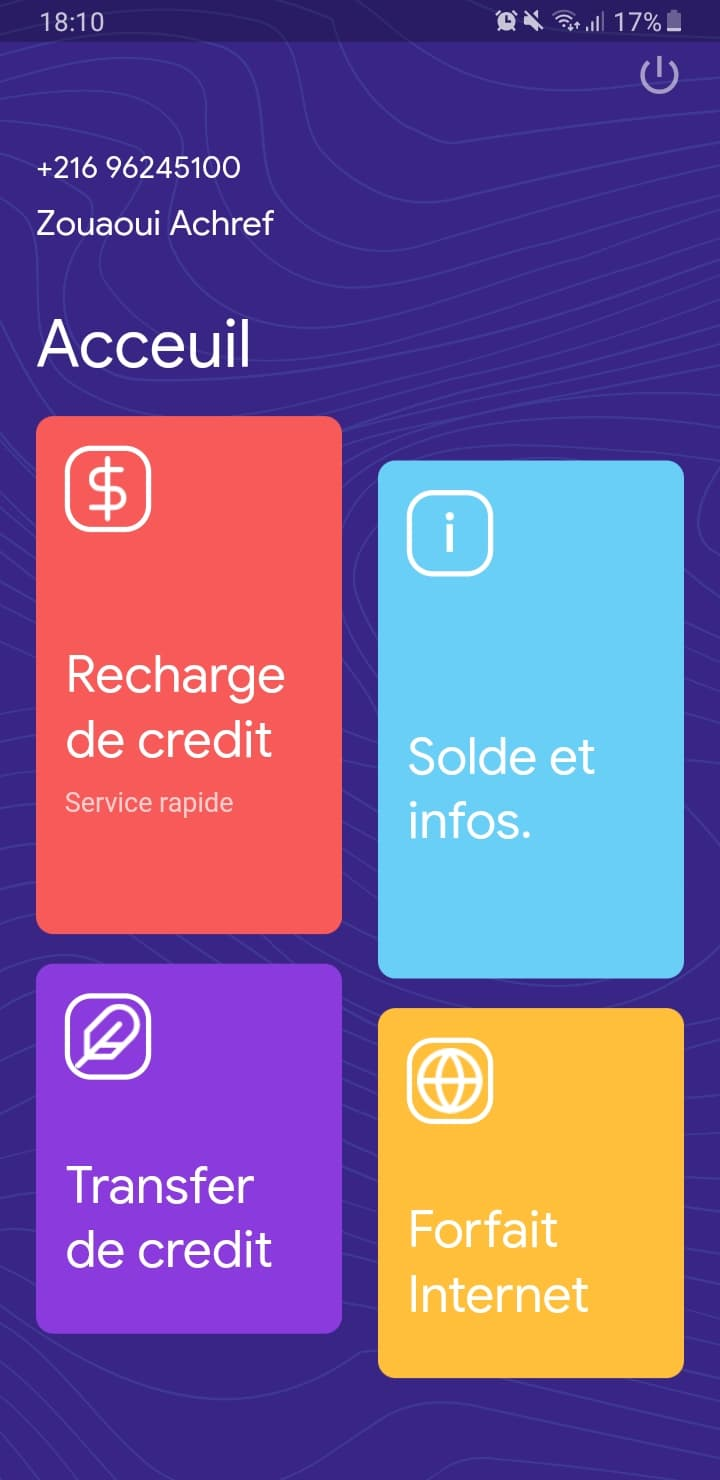 18:10
17%
+216 96245100
Zouaoui Achref
Acceuil
$
Recharge
de credit
Service rapide
i
Solde et
infos.
Transfer
de credit
Forfait
Internet